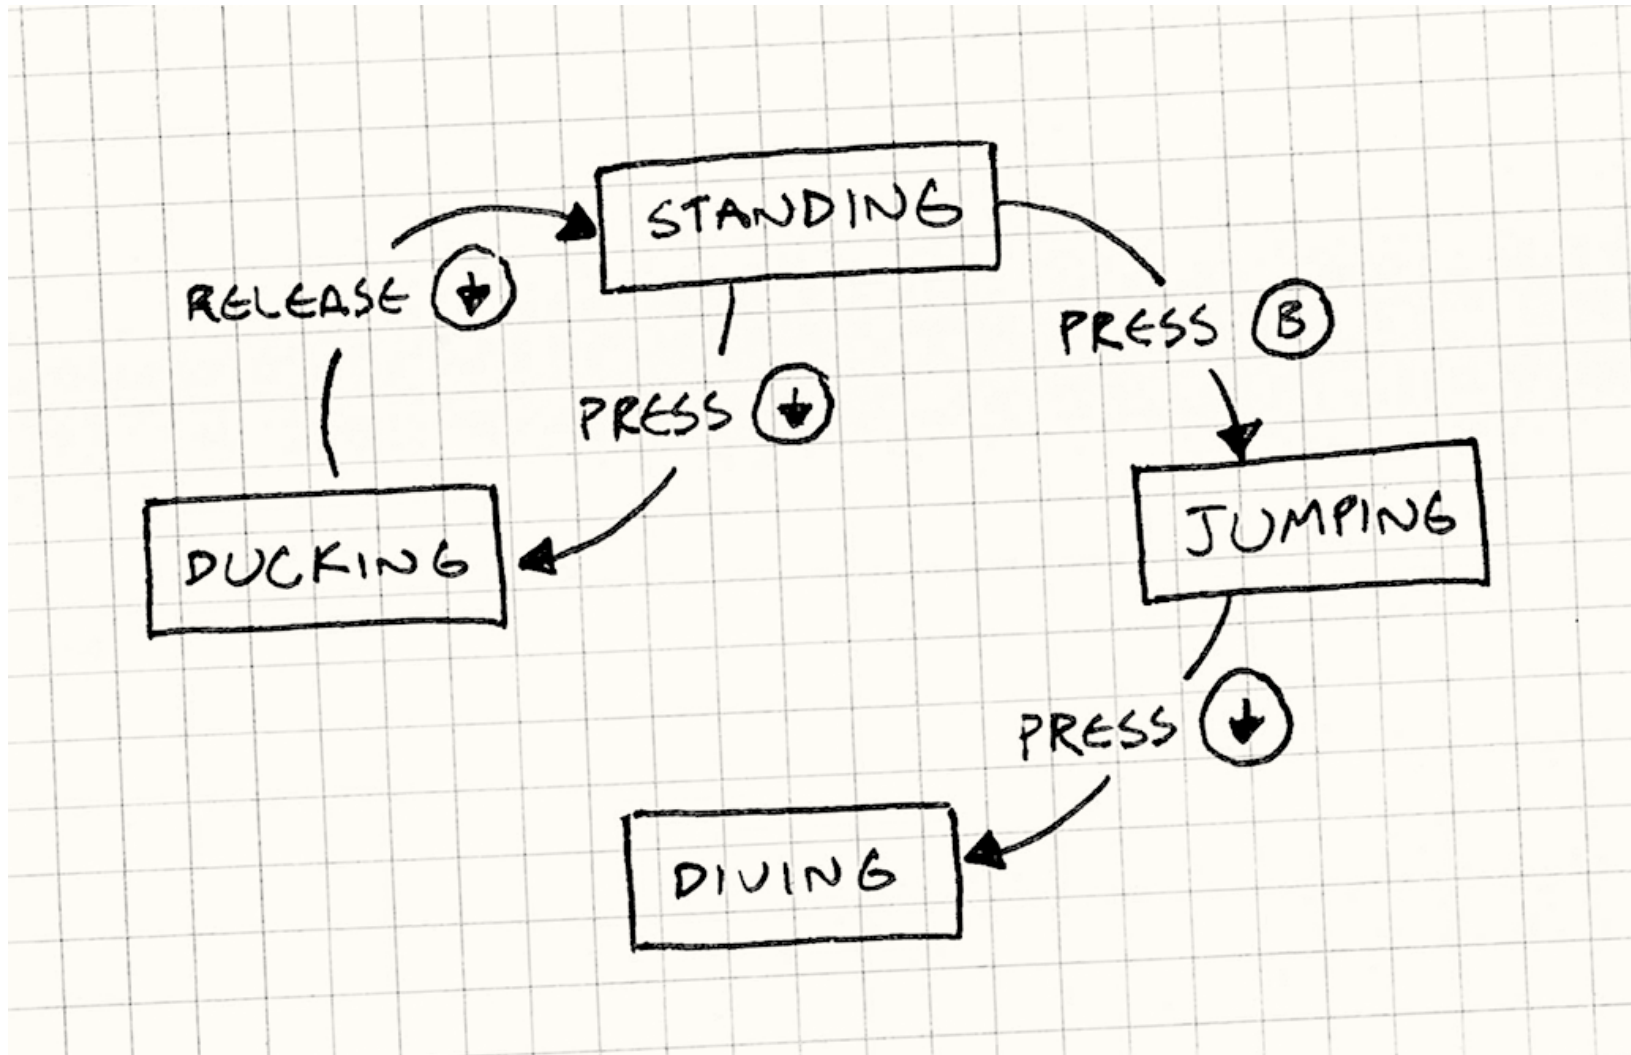 STANDING
RELEASE ↓
PRESS B
PRESS ↓
DUCKING
JUMPING
PRESS ↓
DIVING